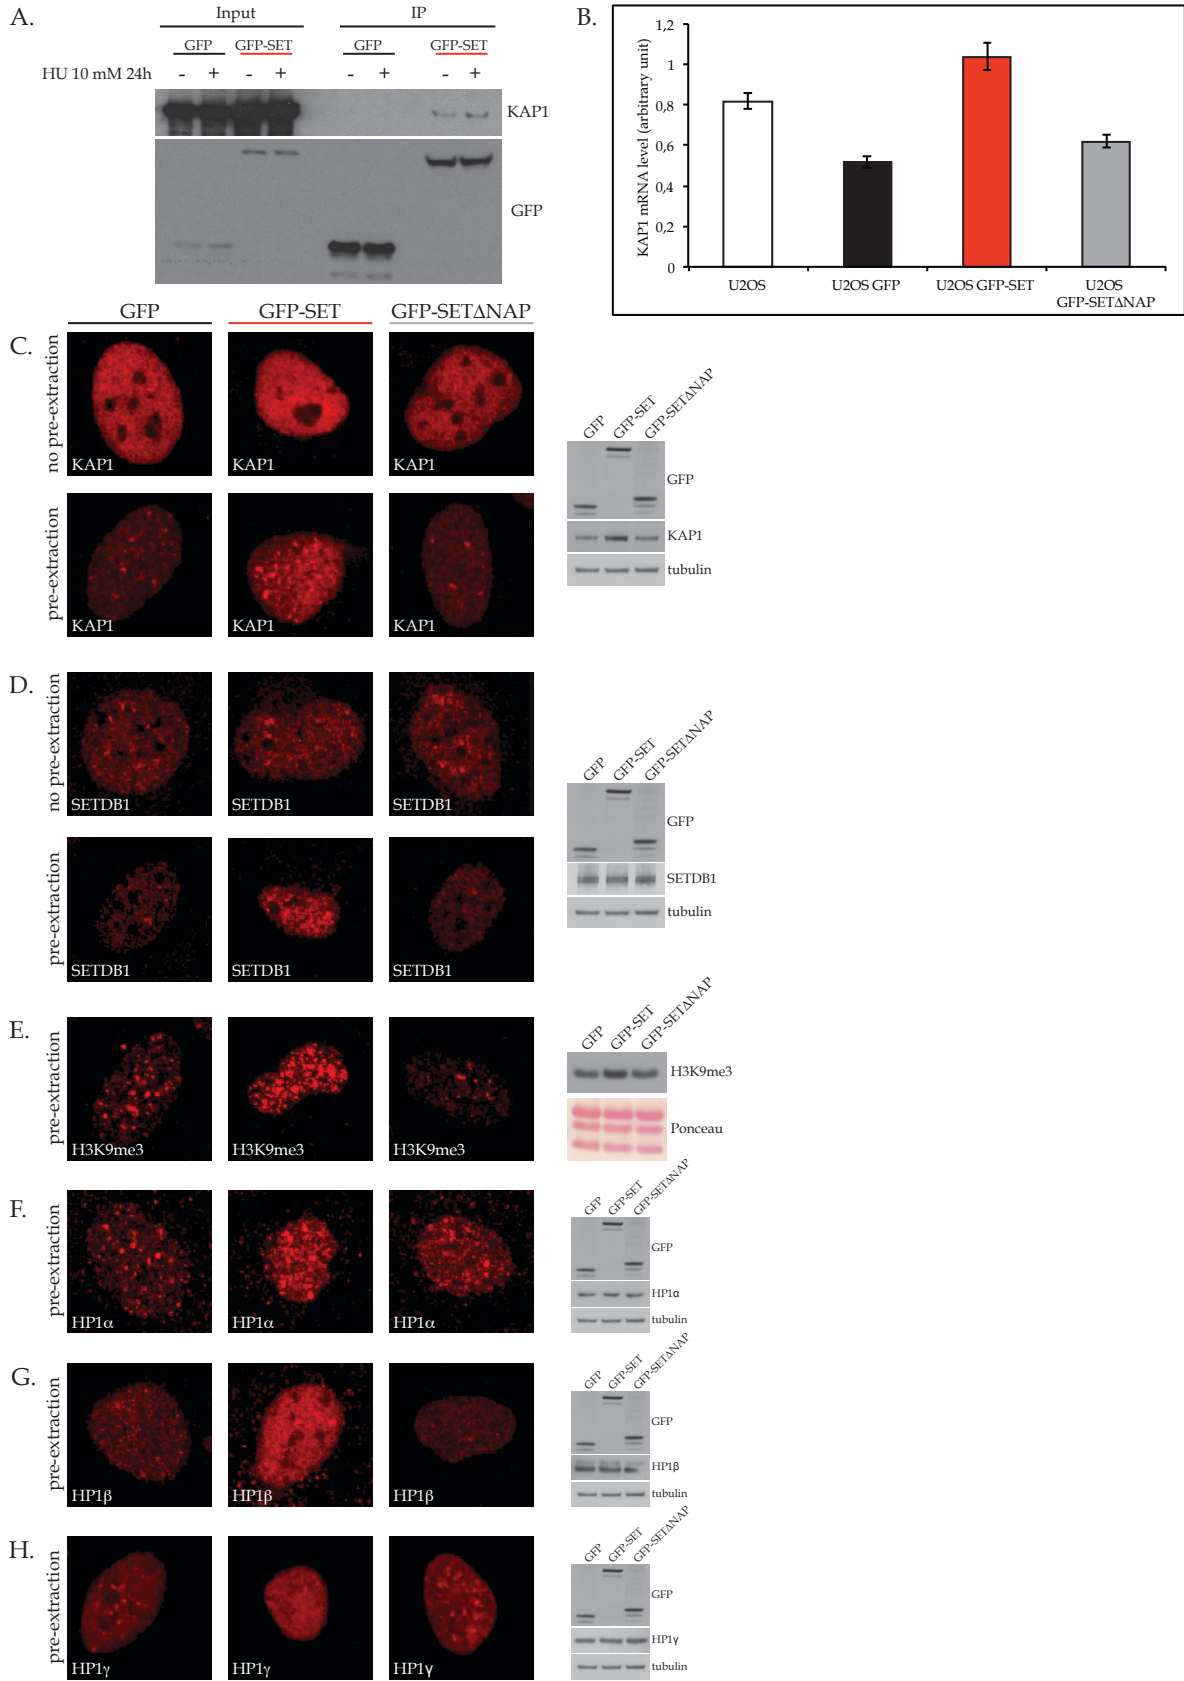 A.
Input IP
GFP GFP-SET GFP GFP-SET
HU 10 mM 24h - + - + - + - +
KAP1
GFP
B.
KAP1 mRNA level (arbitrary unit)
1,2
1
0,8
0,6
0,4
0,2
0
U2OS U2OS GFP U2OS GFP-SET U2OS
GFP-SETΔNAP
GFP GFP-SET GFP-SETΔNAP
C.
no pre-extraction
KAP1 KAP1 KAP1
pre-extraction
KAP1 KAP1 KAP1
GFP GFP-SET GFP-SETΔNAP
GFP
KAP1
tubulin
D.
no pre-extraction
SETDB1 SETDB1 SETDB1
pre-extraction
SETDB1 SETDB1 SETDB1
GFP GFP-SET GFP-SETΔNAP
GFP
SETDB1
tubulin
E.
pre-extraction
H3K9me3 H3K9me3 H3K9me3
GFP GFP-SET GFP-SETΔNAP
H3K9me3
Ponceau
F.
pre-extraction
HP1α HP1α HP1α
GFP GFP-SET GFP-SETΔNAP
GFP
HP1α
tubulin
G.
pre-extraction
HP1β HP1β HP1β
GFP GFP-SET GFP-SETΔNAP
GFP
HP1β
tubulin
H.
pre-extraction
HP1γ HP1γ HP1γ
GFP GFP-SET GFP-SETΔNAP
GFP
HP1γ
tubulin